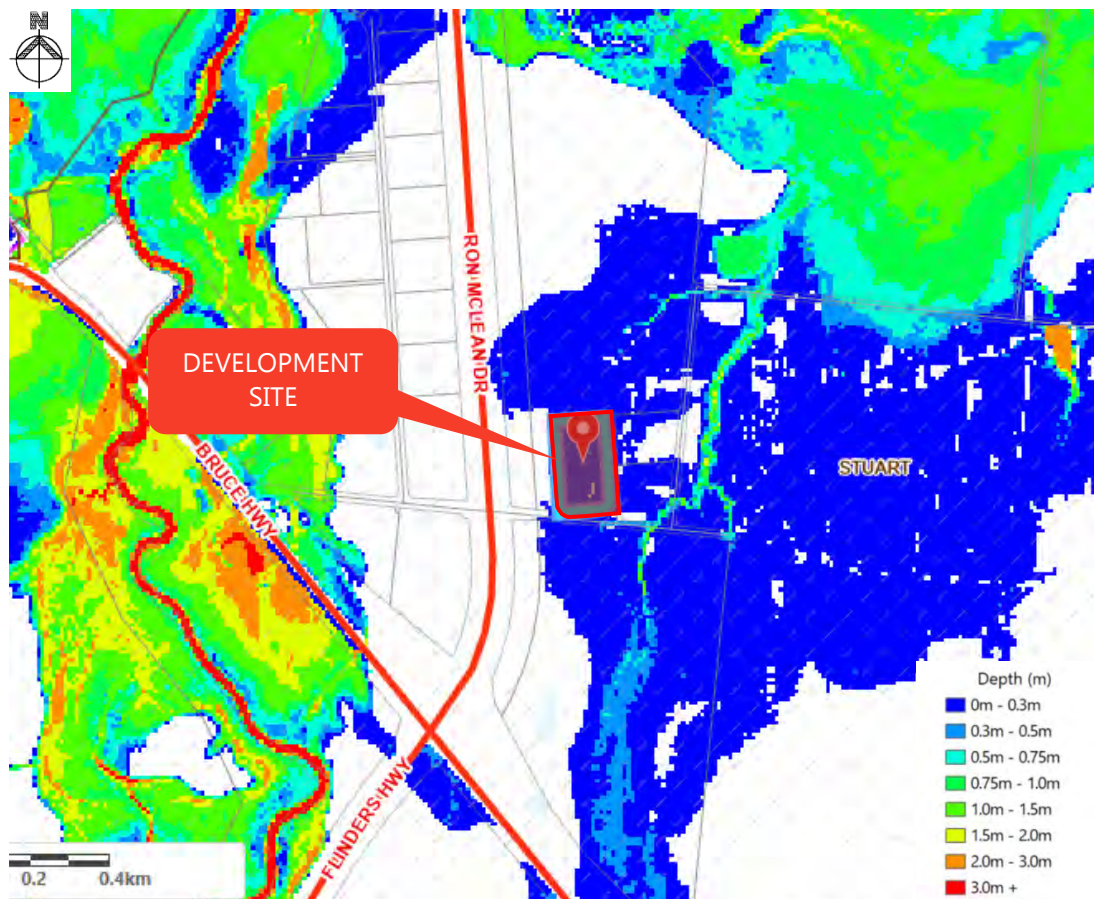 N
RON MCLEAN DR
DEVELOPMENT
SITE
BRUCE HWY
STUART
FLINDERS HWY
Depth (m)
0m - 0.3m
0.3m - 0.5m
0.5m - 0.75m
0.75m - 1.0m
1.0m - 1.5m
1.5m - 2.0m
2.0m - 3.0m
3.0m +
0.2 0.4km